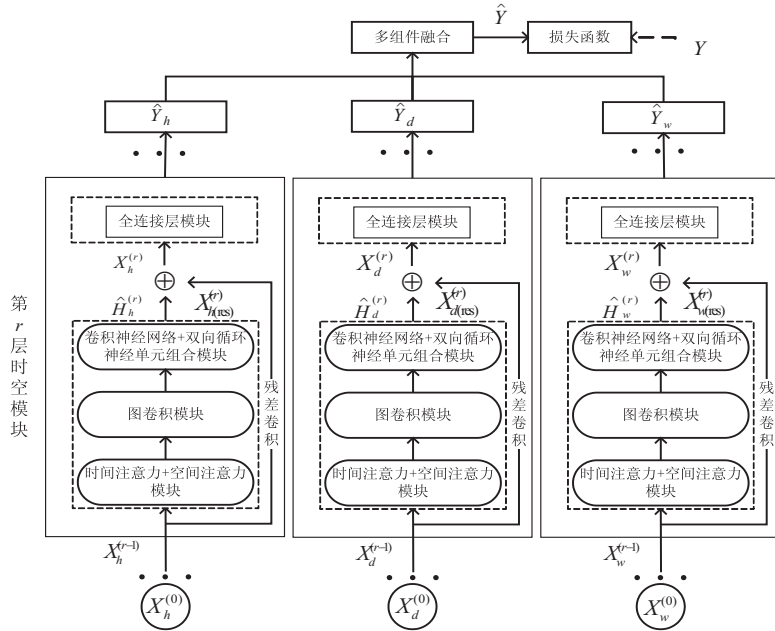 多组件融合
Ŷ
损失函数
Y
Ŷ_h
Ŷ_d
Ŷ_w
第r层时空模块
全连接层模块
X_h^(r)
Ĥ_h^(r)
X_h(res)^(r)
卷积神经网络+双向循环
神经单元组合模块
图卷积模块
时间注意力+空间注意力
模块
残差卷积
X_h^(r-1)
X_h^(0)
全连接层模块
X_d^(r)
Ĥ_d^(r)
X_d(res)^(r)
卷积神经网络+双向循环
神经单元组合模块
图卷积模块
时间注意力+空间注意力
模块
残差卷积
X_d^(r-1)
X_d^(0)
全连接层模块
X_w^(r)
Ĥ_w^(r)
X_w(res)^(r)
卷积神经网络+双向循环
神经单元组合模块
图卷积模块
时间注意力+空间注意力
模块
残差卷积
X_w^(r-1)
X_w^(0)